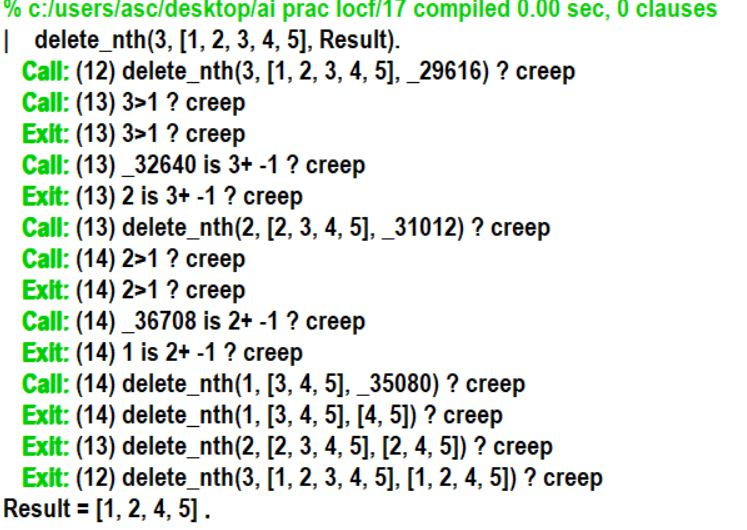 % c:/users/asc/desktop/ai prac locf/17 compiled 0.00 sec, 0 clauses
| delete_nth(3, [1, 2, 3, 4, 5], Result).
Call: (12) delete_nth(3, [1, 2, 3, 4, 5], _29616) ? creep
Call: (13) 3>1 ? creep
Exit: (13) 3>1 ? creep
Call: (13) _32640 is 3+ -1 ? creep
Exit: (13) 2 is 3+ -1 ? creep
Call: (13) delete_nth(2, [2, 3, 4, 5], _31012) ? creep
Call: (14) 2>1 ? creep
Exit: (14) 2>1 ? creep
Call: (14) _36708 is 2+ -1 ? creep
Exit: (14) 1 is 2+ -1 ? creep
Call: (14) delete_nth(1, [3, 4, 5], _35080) ? creep
Exit: (14) delete_nth(1, [3, 4, 5], [4, 5]) ? creep
Exit: (13) delete_nth(2, [2, 3, 4, 5], [2, 4, 5]) ? creep
Exit: (12) delete_nth(3, [1, 2, 3, 4, 5], [1, 2, 4, 5]) ? creep
Result = [1, 2, 4, 5] .